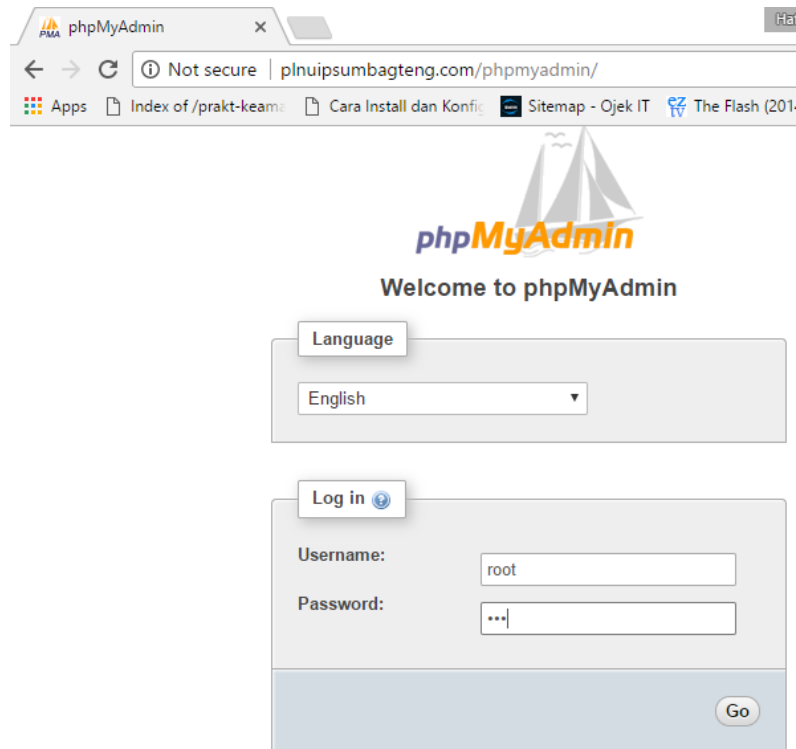 phpMyAdmin
Not secure | plnuipsumbagteng.com/phpmyadmin/
Apps Index of /prakt-keama Cara Install dan Konfig Sitemap - Ojek IT The Flash (2014
phpMyAdmin
Welcome to phpMyAdmin
Language
English
Log in
Username:
root
Password:
•••
Go